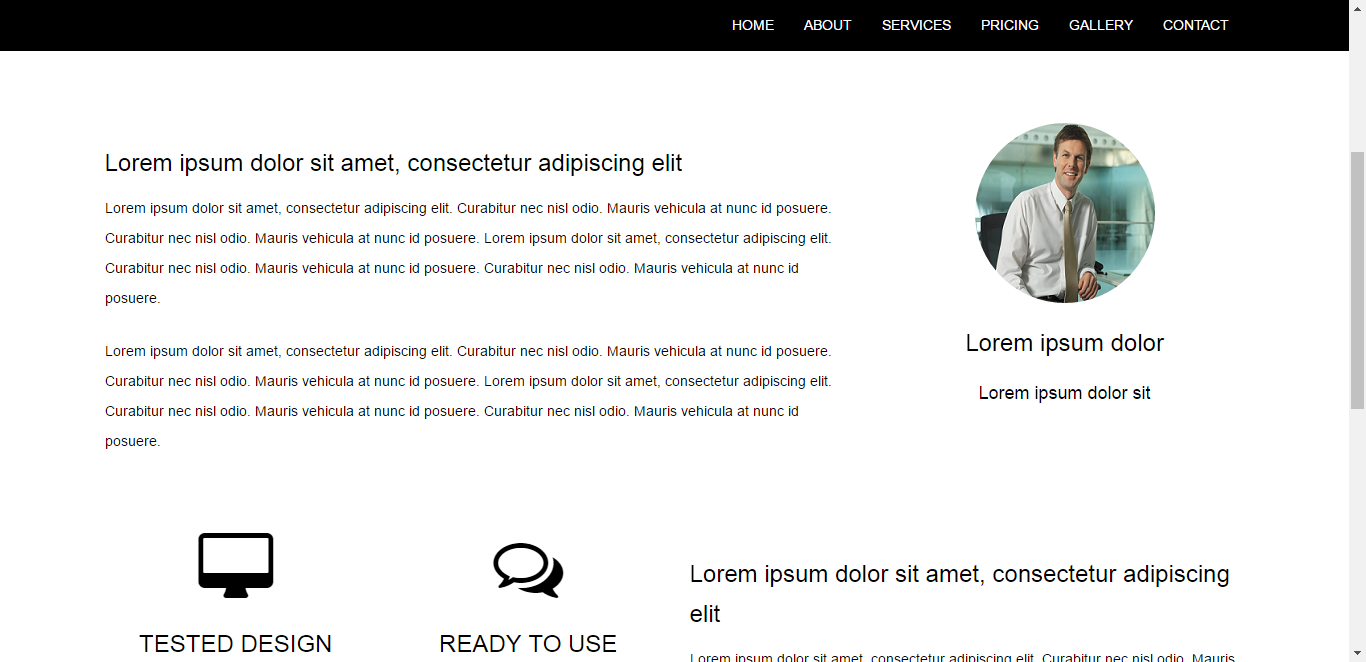 HOME ABOUT SERVICES PRICING GALLERY CONTACT
Lorem ipsum dolor sit amet, consectetur adipiscing elit
Lorem ipsum dolor sit amet, consectetur adipiscing elit. Curabitur nec nisl odio. Mauris vehicula at nunc id posuere.
Curabitur nec nisl odio. Mauris vehicula at nunc id posuere. Lorem ipsum dolor sit amet, consectetur adipiscing elit.
Curabitur nec nisl odio. Mauris vehicula at nunc id posuere. Curabitur nec nisl odio. Mauris vehicula at nunc id
posuere.
Lorem ipsum dolor sit amet, consectetur adipiscing elit. Curabitur nec nisl odio. Mauris vehicula at nunc id posuere.
Curabitur nec nisl odio. Mauris vehicula at nunc id posuere. Lorem ipsum dolor sit amet, consectetur adipiscing elit.
Curabitur nec nisl odio. Mauris vehicula at nunc id posuere. Curabitur nec nisl odio. Mauris vehicula at nunc id
posuere.
Lorem ipsum dolor
Lorem ipsum dolor sit
TESTED DESIGN
READY TO USE
Lorem ipsum dolor sit amet, consectetur adipiscing
elit
Lorem ipsum dolor sit amet, consectetur adipiscing elit. Curabitur nec nisl odio. Mauris